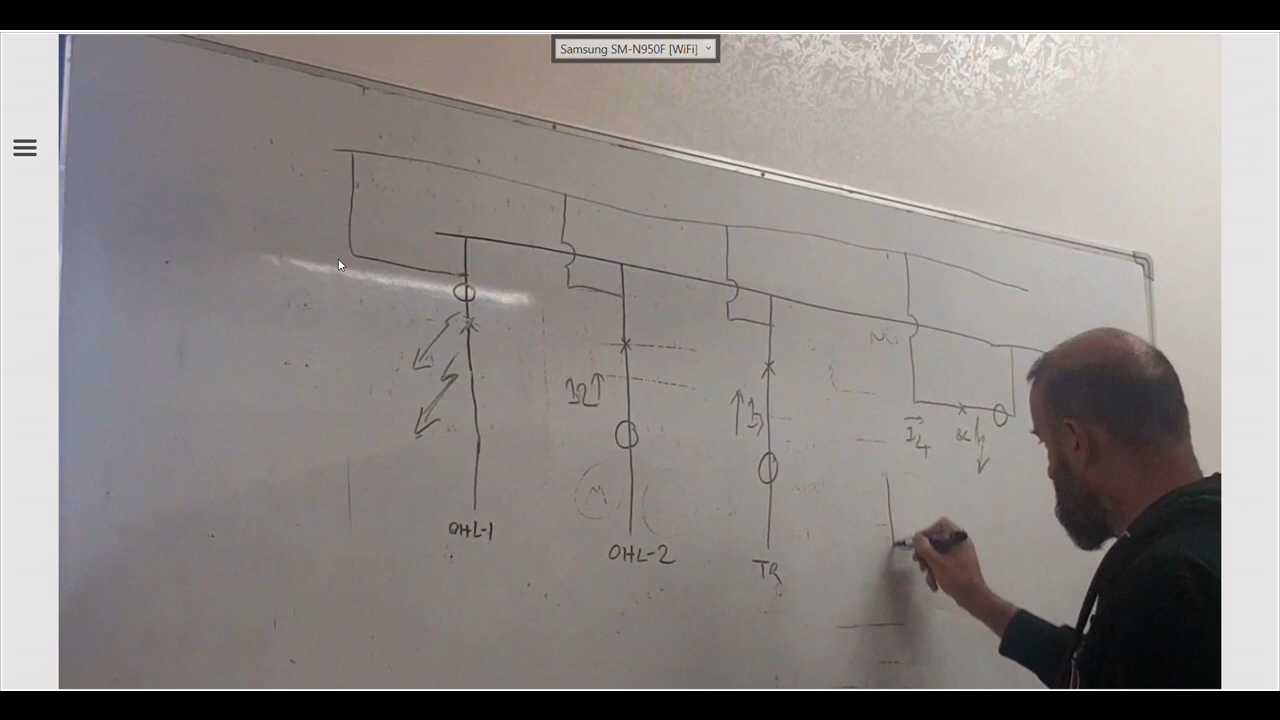 Samsung SM-N950F [WiFi]
I2
I3
I4
OHL-1
OHL-2
TR
M